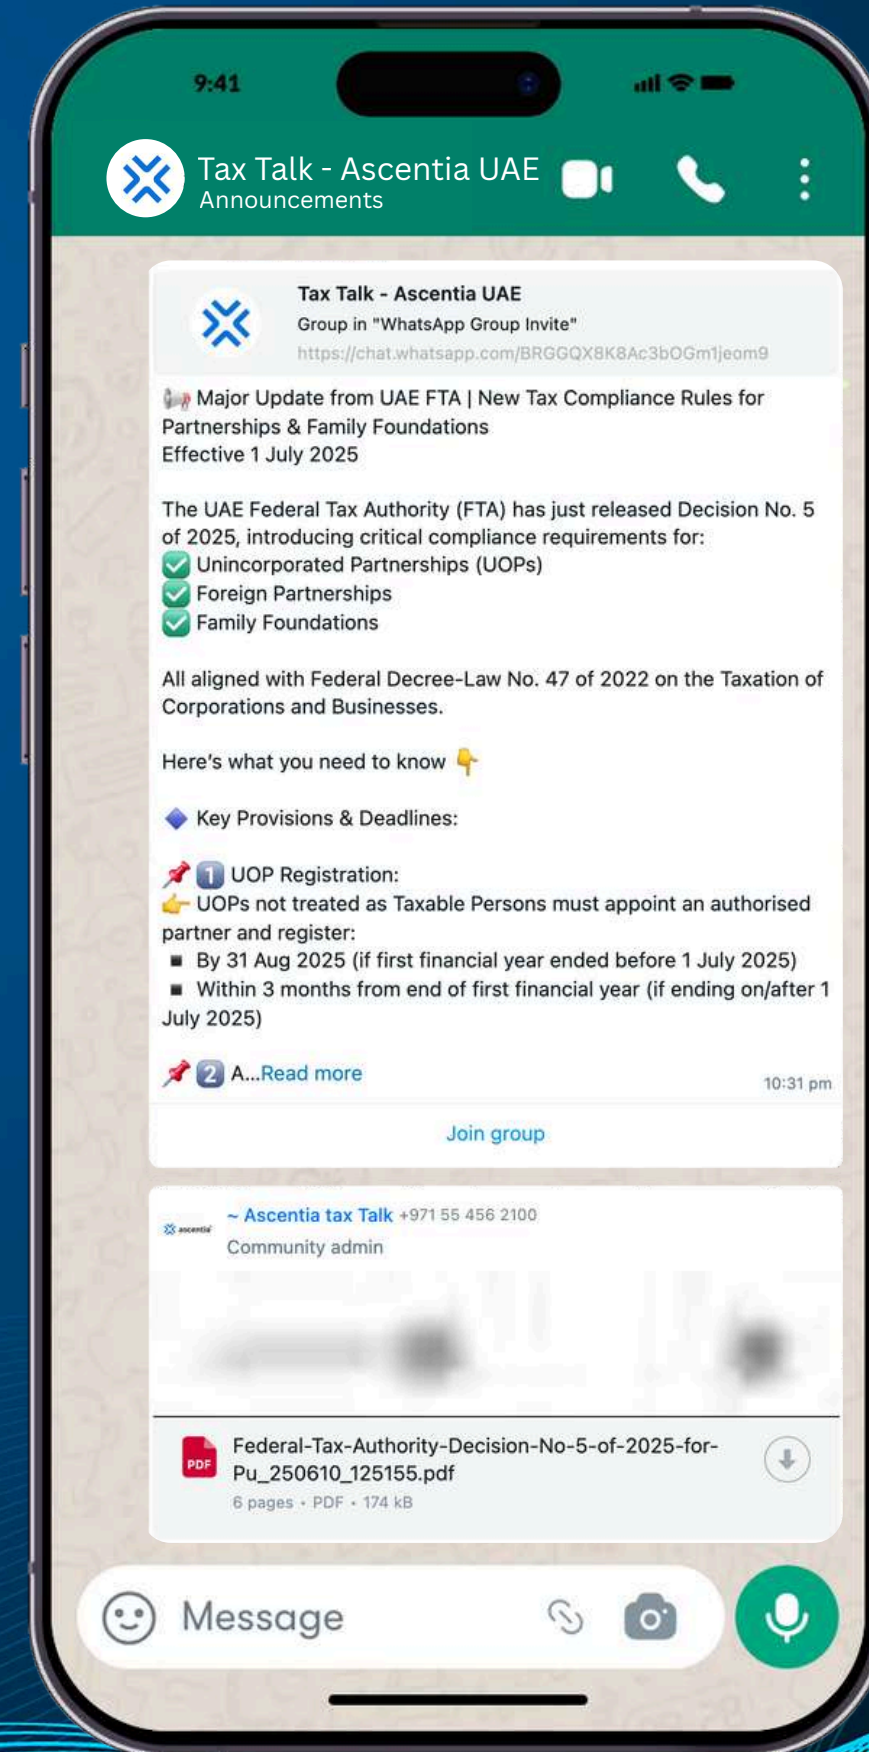 9:41
Tax Talk - Ascentia UAE
Announcements
Tax Talk - Ascentia UAE
Group in "WhatsApp Group Invite"
https://chat.whatsapp.com/BRGGQX8K8Ac3bOGm1jeom9
Major Update from UAE FTA | New Tax Compliance Rules for
Partnerships & Family Foundations
Effective 1 July 2025
The UAE Federal Tax Authority (FTA) has just released Decision No. 5
of 2025, introducing critical compliance requirements for:
✅ Unincorporated Partnerships (UOPs)
✅ Foreign Partnerships
✅ Family Foundations
All aligned with Federal Decree-Law No. 47 of 2022 on the Taxation of
Corporations and Businesses.
Here's what you need to know 👇
🔷 Key Provisions & Deadlines:
📌 1️⃣ UOP Registration:
👉 UOPs not treated as Taxable Persons must appoint an authorised
partner and register:
▪ By 31 Aug 2025 (if first financial year ended before 1 July 2025)
▪ Within 3 months from end of first financial year (if ending on/after 1
July 2025)
📌 2️⃣ A...Read more
10:31 pm
Join group
ascentia
~ Ascentia tax Talk +971 55 456 2100
Community admin
PDF
Federal-Tax-Authority-Decision-No-5-of-2025-for-
Pu_250610_125155.pdf
6 pages • PDF • 174 kB
Message